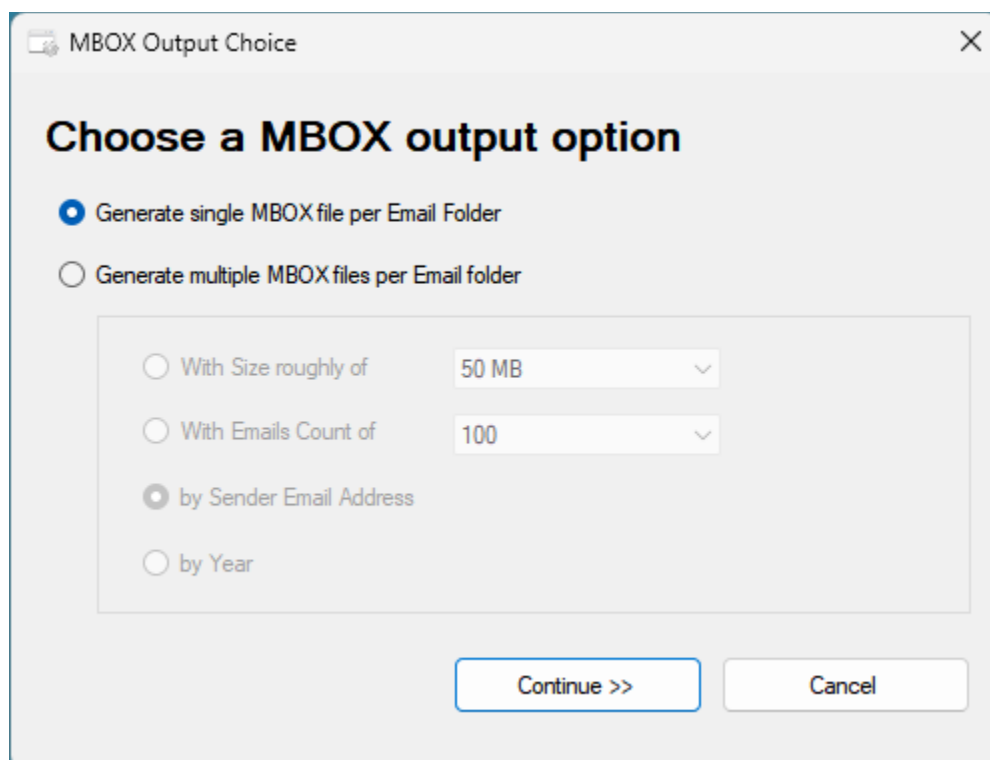 MBOX Output Choice
Choose a MBOX output option
Generate single MBOX file per Email Folder
Generate multiple MBOX files per Email folder
With Size roughly of 50 MB
With Emails Count of 100
by Sender Email Address
by Year
Continue >> Cancel